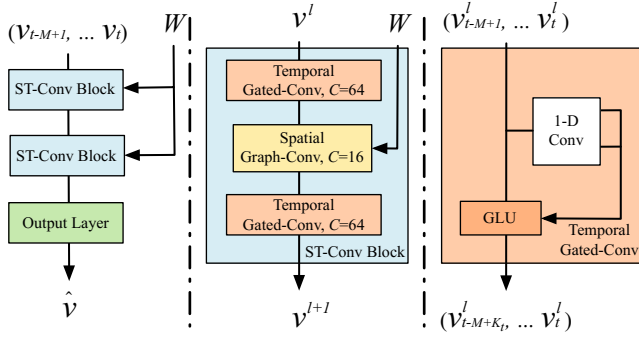 (v_{t-M+1}, ... v_t)
W
ST-Conv Block
ST-Conv Block
Output Layer
v̂
v^l
W
Temporal
Gated-Conv, C=64
Spatial
Graph-Conv, C=16
Temporal
Gated-Conv, C=64
ST-Conv Block
v^{l+1}
(v^l_{t-M+1}, ... v^l_t)
1-D
Conv
GLU
Temporal
Gated-Conv
(v^l_{t-M+K_t}, ... v^l_t)